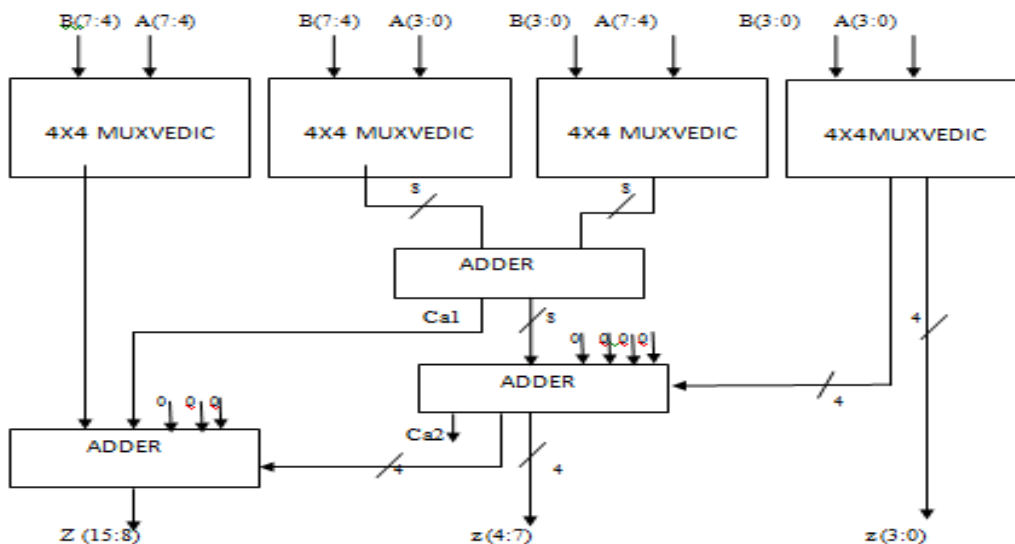 B(7:4) A(7:4) B(7:4) A(3:0) B(3:0) A(7:4) B(3:0) A(3:0)
4X4 MUXVEDIC 4X4 MUXVEDIC 4X4 MUXVEDIC 4X4MUXVEDIC
8 8
ADDER
Ca1 8 4
0 0 0 0
ADDER
4
0 0 0
Ca2
ADDER
4 4
Z (15:8) z(4:7) z(3:0)